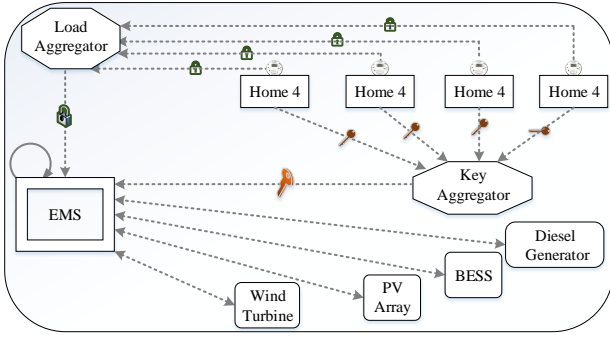 Load
Aggregator
Home 4
Home 4
Home 4
Home 4
Key
Aggregator
EMS
Diesel
Generator
BESS
PV
Array
Wind
Turbine